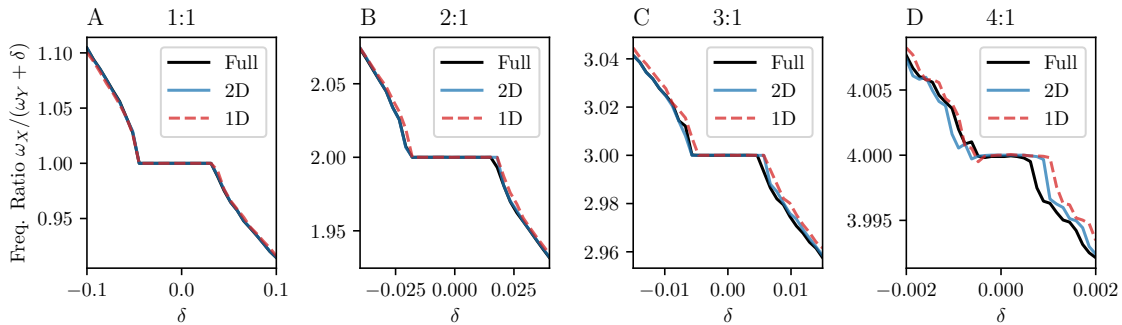 A 1:1
B 2:1
C 3:1
D 4:1
Freq. Ratio ω_X/(ω_Y + δ)
1.10
1.05
1.00
0.95
Full
2D
1D
−0.1 0.0 0.1
δ
2.05
2.00
1.95
Full
2D
1D
−0.025 0.000 0.025
δ
3.04
3.02
3.00
2.98
2.96
Full
2D
1D
−0.01 0.00 0.01
δ
4.005
4.000
3.995
Full
2D
1D
−0.002 0.000 0.002
δ